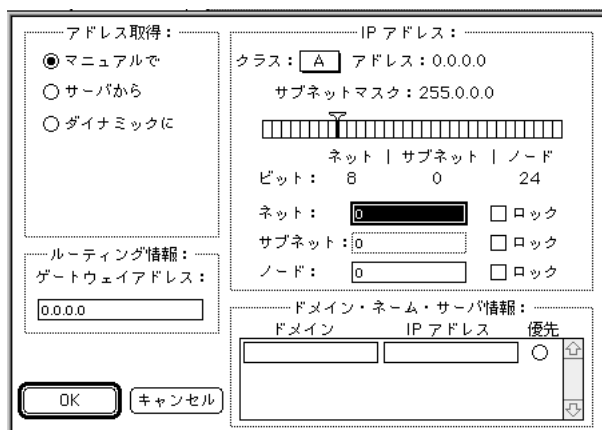 アドレス取得：
マニュアルで
サーバから
ダイナミックに
ルーティング情報：
ゲートウェイアドレス：
0.0.0.0
OK
キャンセル
IP アドレス：
クラス： A アドレス：0.0.0.0
サブネットマスク：255.0.0.0
ネット | サブネット | ノード
ビット： 8 0 24
ネット： 0 ロック
サブネット：0 ロック
ノード： 0 ロック
ドメイン・ネーム・サーバ情報：
ドメイン IP アドレス 優先